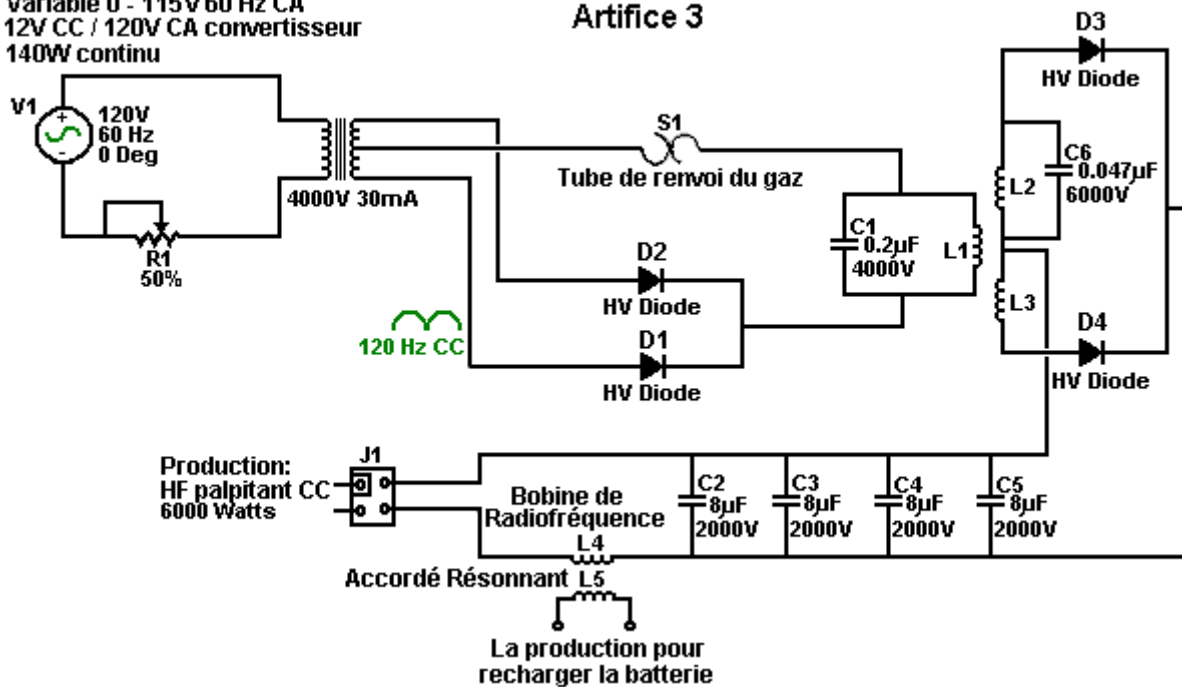 Variable 0 - 115V 60 Hz CA
12V CC / 120V CA convertisseur
140W continu
Artifice 3
V1
120V
60 Hz
0 Deg
R1
50%
4000V 30mA
S1
Tube de renvoi du gaz
D3
HV Diode
C6
0.047µF
6000V
L2
C1
0.2µF
4000V
L1
L3
D2
HV Diode
120 Hz CC
D1
HV Diode
D4
HV Diode
Production:
HF palpitant CC
6000 Watts
J1
Bobine de
Radiofréquence
L4
C2
8µF
2000V
C3
8µF
2000V
C4
8µF
2000V
C5
8µF
2000V
Accordé Résonnant
L5
La production pour
recharger la batterie